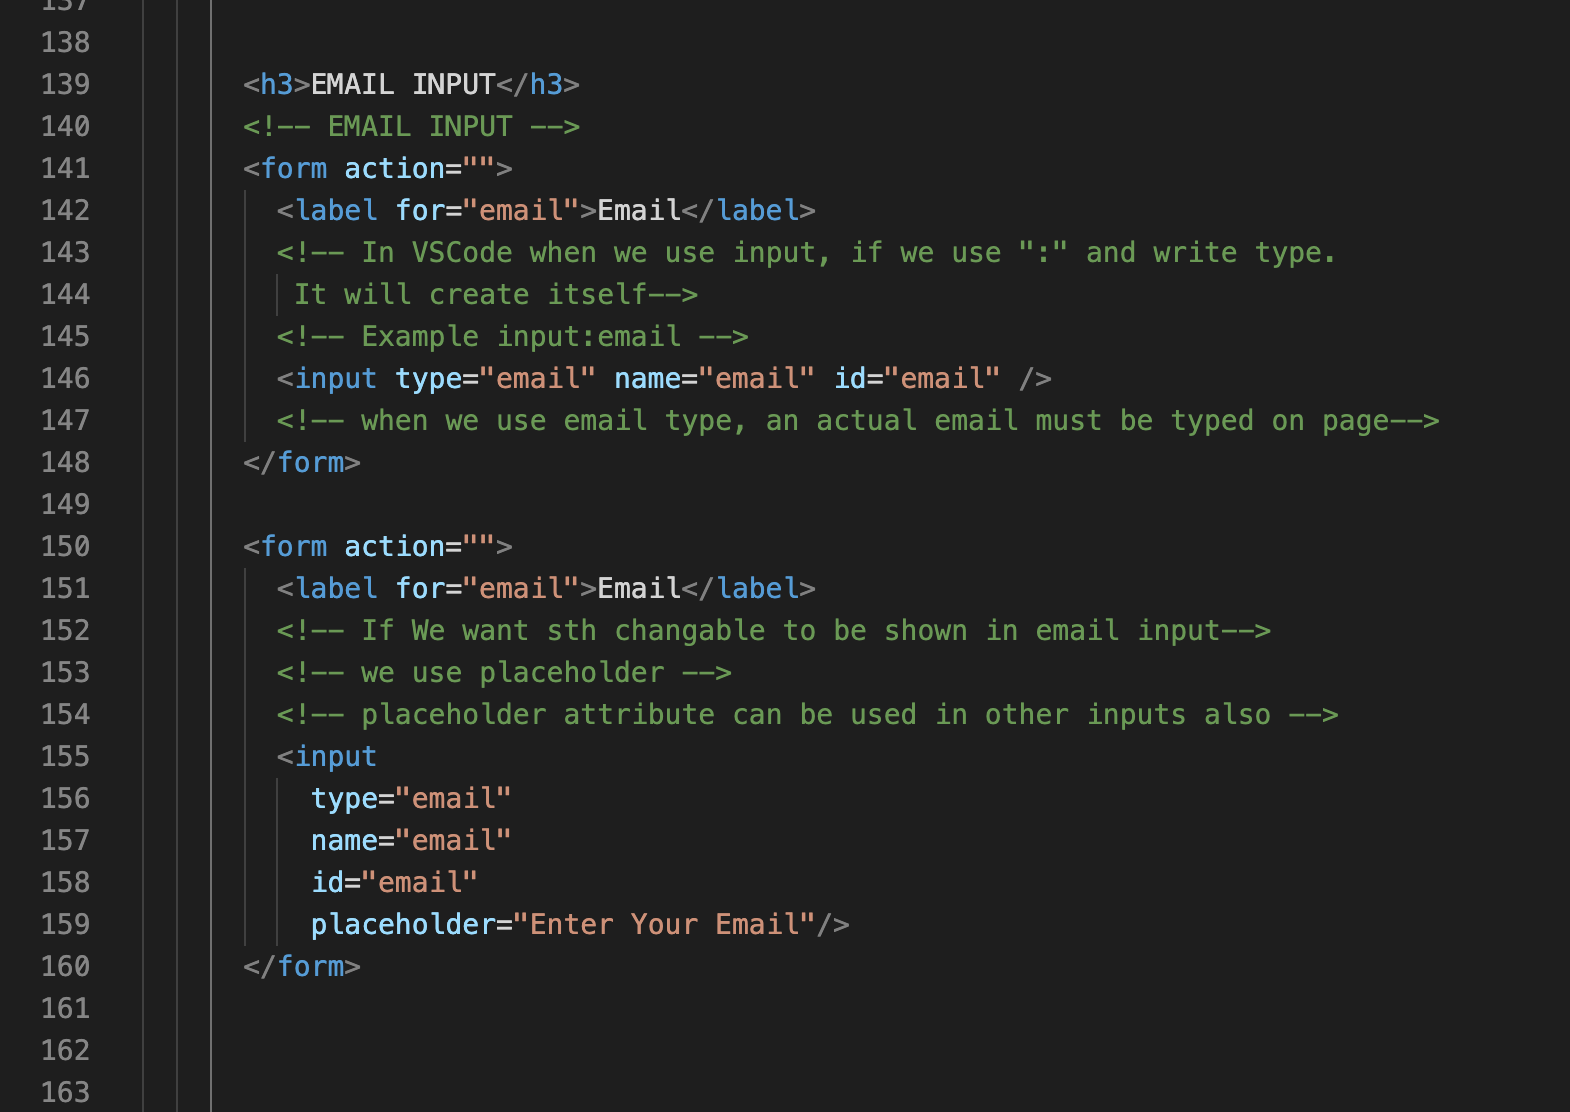 137
138
139 <h3>EMAIL INPUT</h3>
140 <!-- EMAIL INPUT -->
141 <form action="">
142 <label for="email">Email</label>
143 <!-- In VSCode when we use input, if we use ":" and write type.
144 It will create itself-->
145 <!-- Example input:email -->
146 <input type="email" name="email" id="email" />
147 <!-- when we use email type, an actual email must be typed on page-->
148 </form>
149
150 <form action="">
151 <label for="email">Email</label>
152 <!-- If We want sth changable to be shown in email input-->
153 <!-- we use placeholder -->
154 <!-- placeholder attribute can be used in other inputs also -->
155 <input
156 type="email"
157 name="email"
158 id="email"
159 placeholder="Enter Your Email"/>
160 </form>
161
162
163